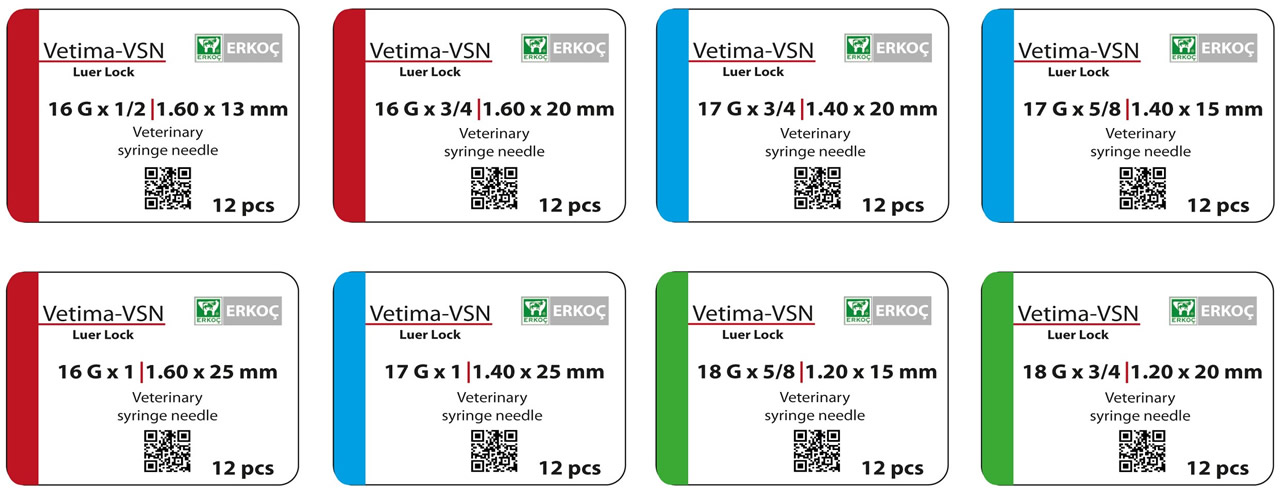 Vetima-VSN
ERKOÇ
ERKOÇ
Luer Lock
16 G x 1/2 | 1.60 x 13 mm
Veterinary
syringe needle
12 pcs
Vetima-VSN
ERKOÇ
ERKOÇ
Luer Lock
16 G x 3/4 | 1.60 x 20 mm
Veterinary
syringe needle
12 pcs
Vetima-VSN
ERKOÇ
ERKOÇ
Luer Lock
17 G x 3/4 | 1.40 x 20 mm
Veterinary
syringe needle
12 pcs
Vetima-VSN
ERKOÇ
ERKOÇ
Luer Lock
17 G x 5/8 | 1.40 x 15 mm
Veterinary
syringe needle
12 pcs
Vetima-VSN
ERKOÇ
ERKOÇ
Luer Lock
16 G x 1 | 1.60 x 25 mm
Veterinary
syringe needle
12 pcs
Vetima-VSN
ERKOÇ
ERKOÇ
Luer Lock
17 G x 1 | 1.40 x 25 mm
Veterinary
syringe needle
12 pcs
Vetima-VSN
ERKOÇ
ERKOÇ
Luer Lock
18 G x 5/8 | 1.20 x 15 mm
Veterinary
syringe needle
12 pcs
Vetima-VSN
ERKOÇ
ERKOÇ
Luer Lock
18 G x 3/4 | 1.20 x 20 mm
Veterinary
syringe needle
12 pcs